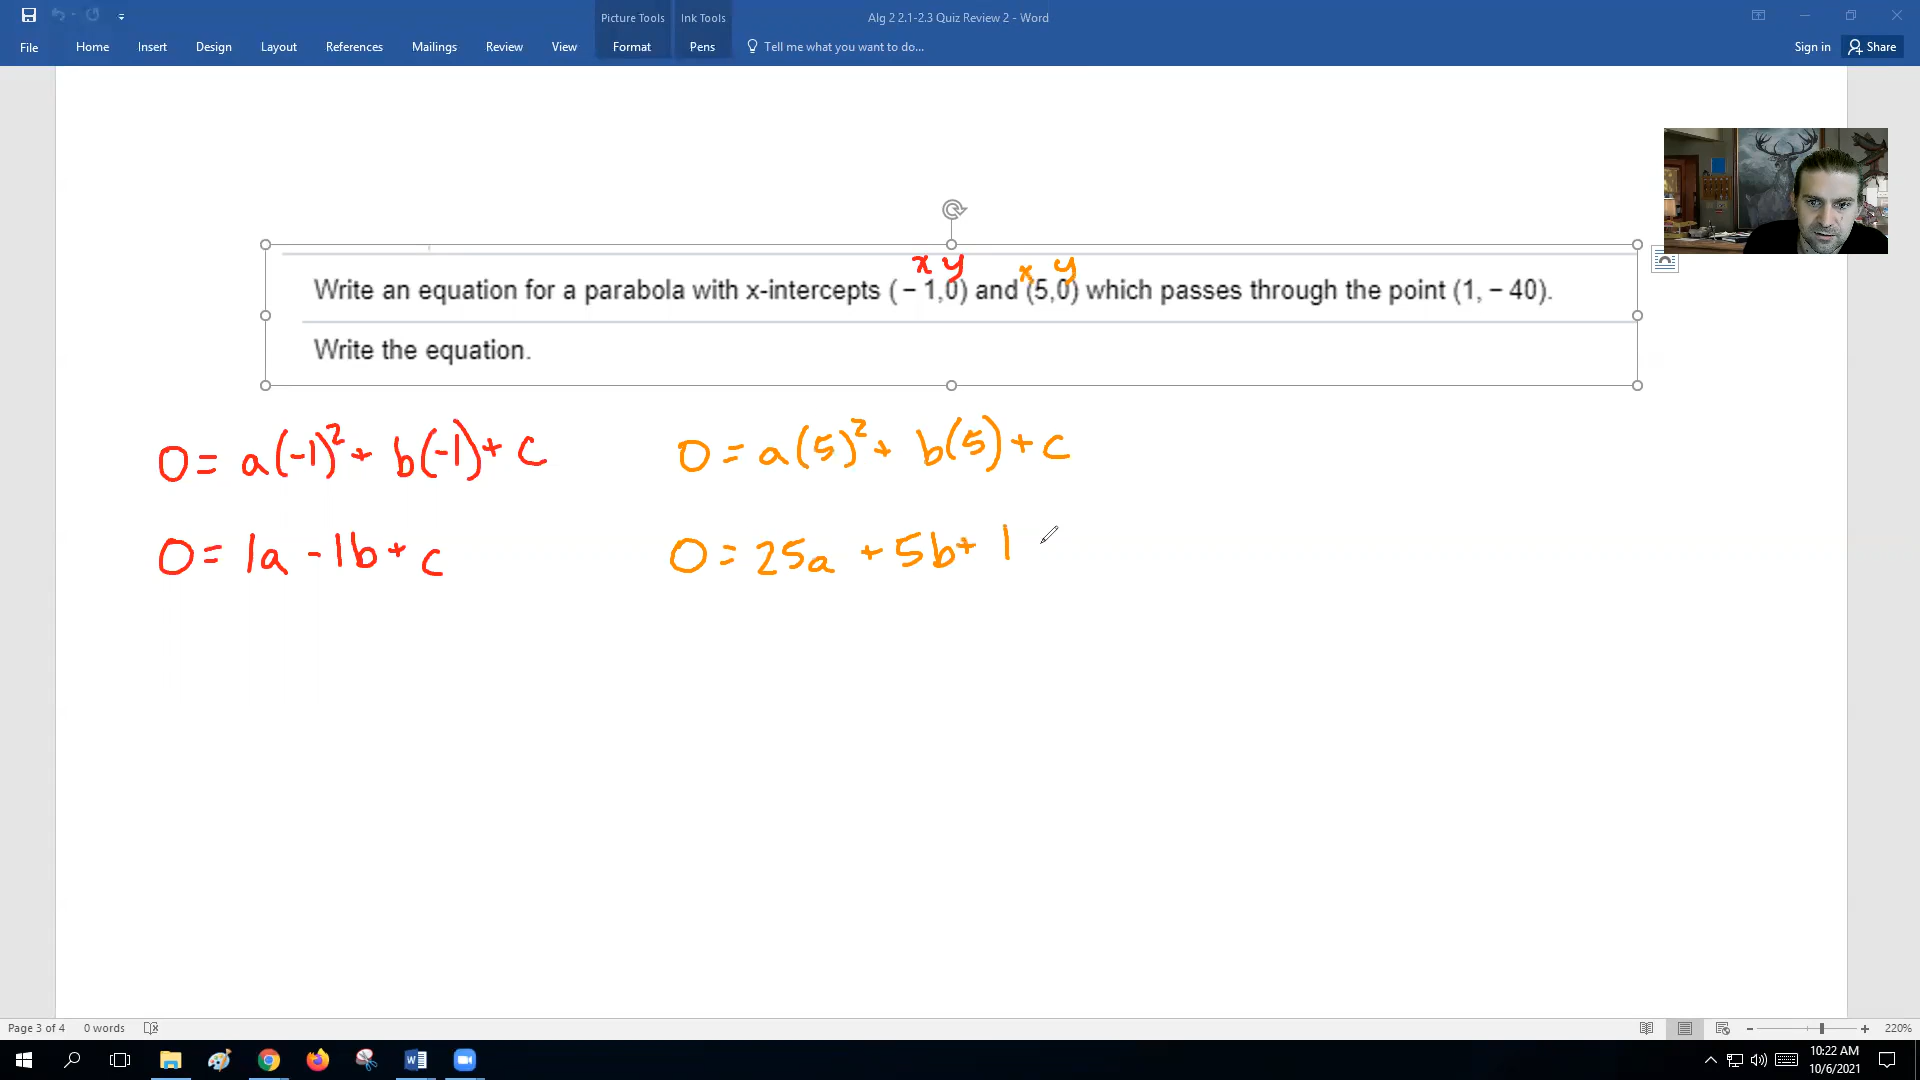 Picture Tools Ink Tools Alg 2 2.1-2.3 Quiz Review 2 - Word
File Home Insert Design Layout References Mailings Review View Format Pens Tell me what you want to do... Sign in Share
x y x y
Write an equation for a parabola with x-intercepts ( − 1,0) and (5,0) which passes through the point (1, − 40).
Write the equation.
0 = a(-1)² + b(-1) + c
0 = a(5)² + b(5) + c
0 = 1a - 1b + c
0 = 25a + 5b + 1
Page 3 of 4 0 words 220%
10:22 AM
10/6/2021